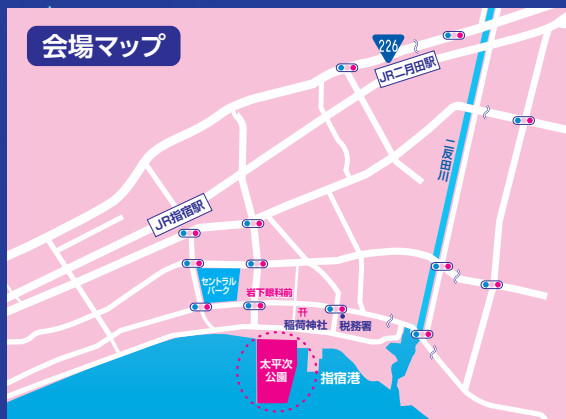 会場マップ
226
JR二月田駅
二反田川
JR指宿駅
セントラル
パーク
岩下眼科前
稲荷神社
税務署
太平次
公園
指宿港